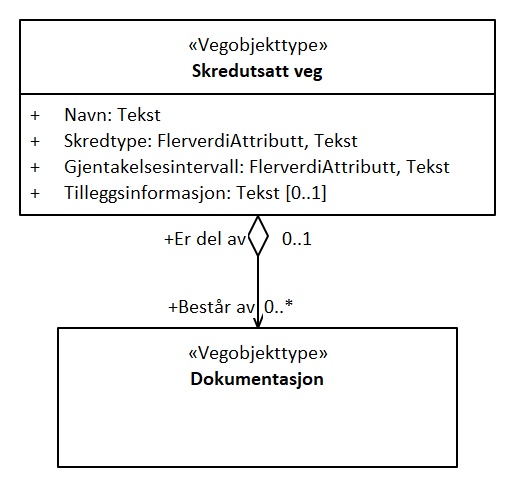 «Vegobjekttype»
Skredutsatt veg
+ Navn: Tekst
+ Skredtype: FlerverdiAttributt, Tekst
+ Gjentakelsesintervall: FlerverdiAttributt, Tekst
+ Tilleggsinformasjon: Tekst [0..1]
+Er del av 0..1
+Består av 0..*
«Vegobjekttype»
Dokumentasjon